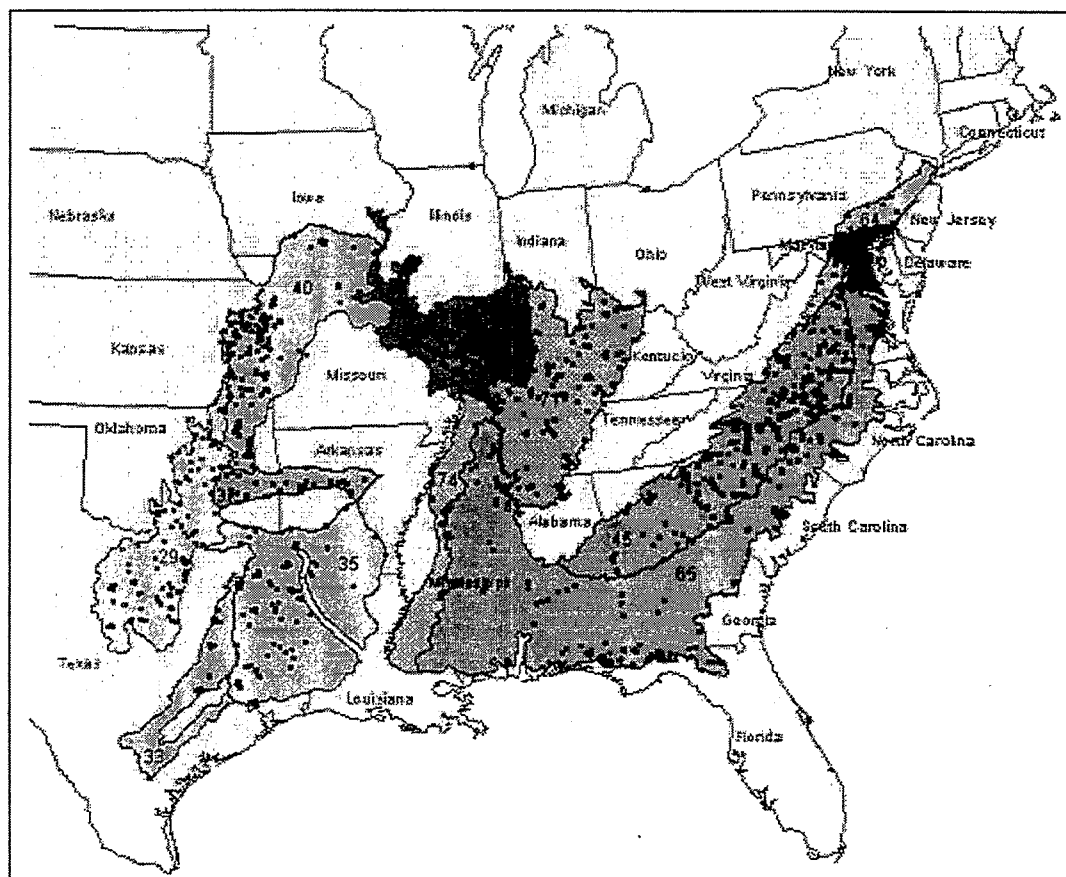 New York
Michigan
Connecticut
Iowa
Pennsylvania
Nebraska
Illinois
Indiana
64
New Jersey
Ohio
Delaware
West Virginia
40
Kansas
Kentucky
Missouri
Virginia
Tennessee
Oklahoma
North Carolina
Arkansas
74
Alabama
South Carolina
45
29
35
65
Mississippi
Georgia
Texas
Louisiana
Florida
33